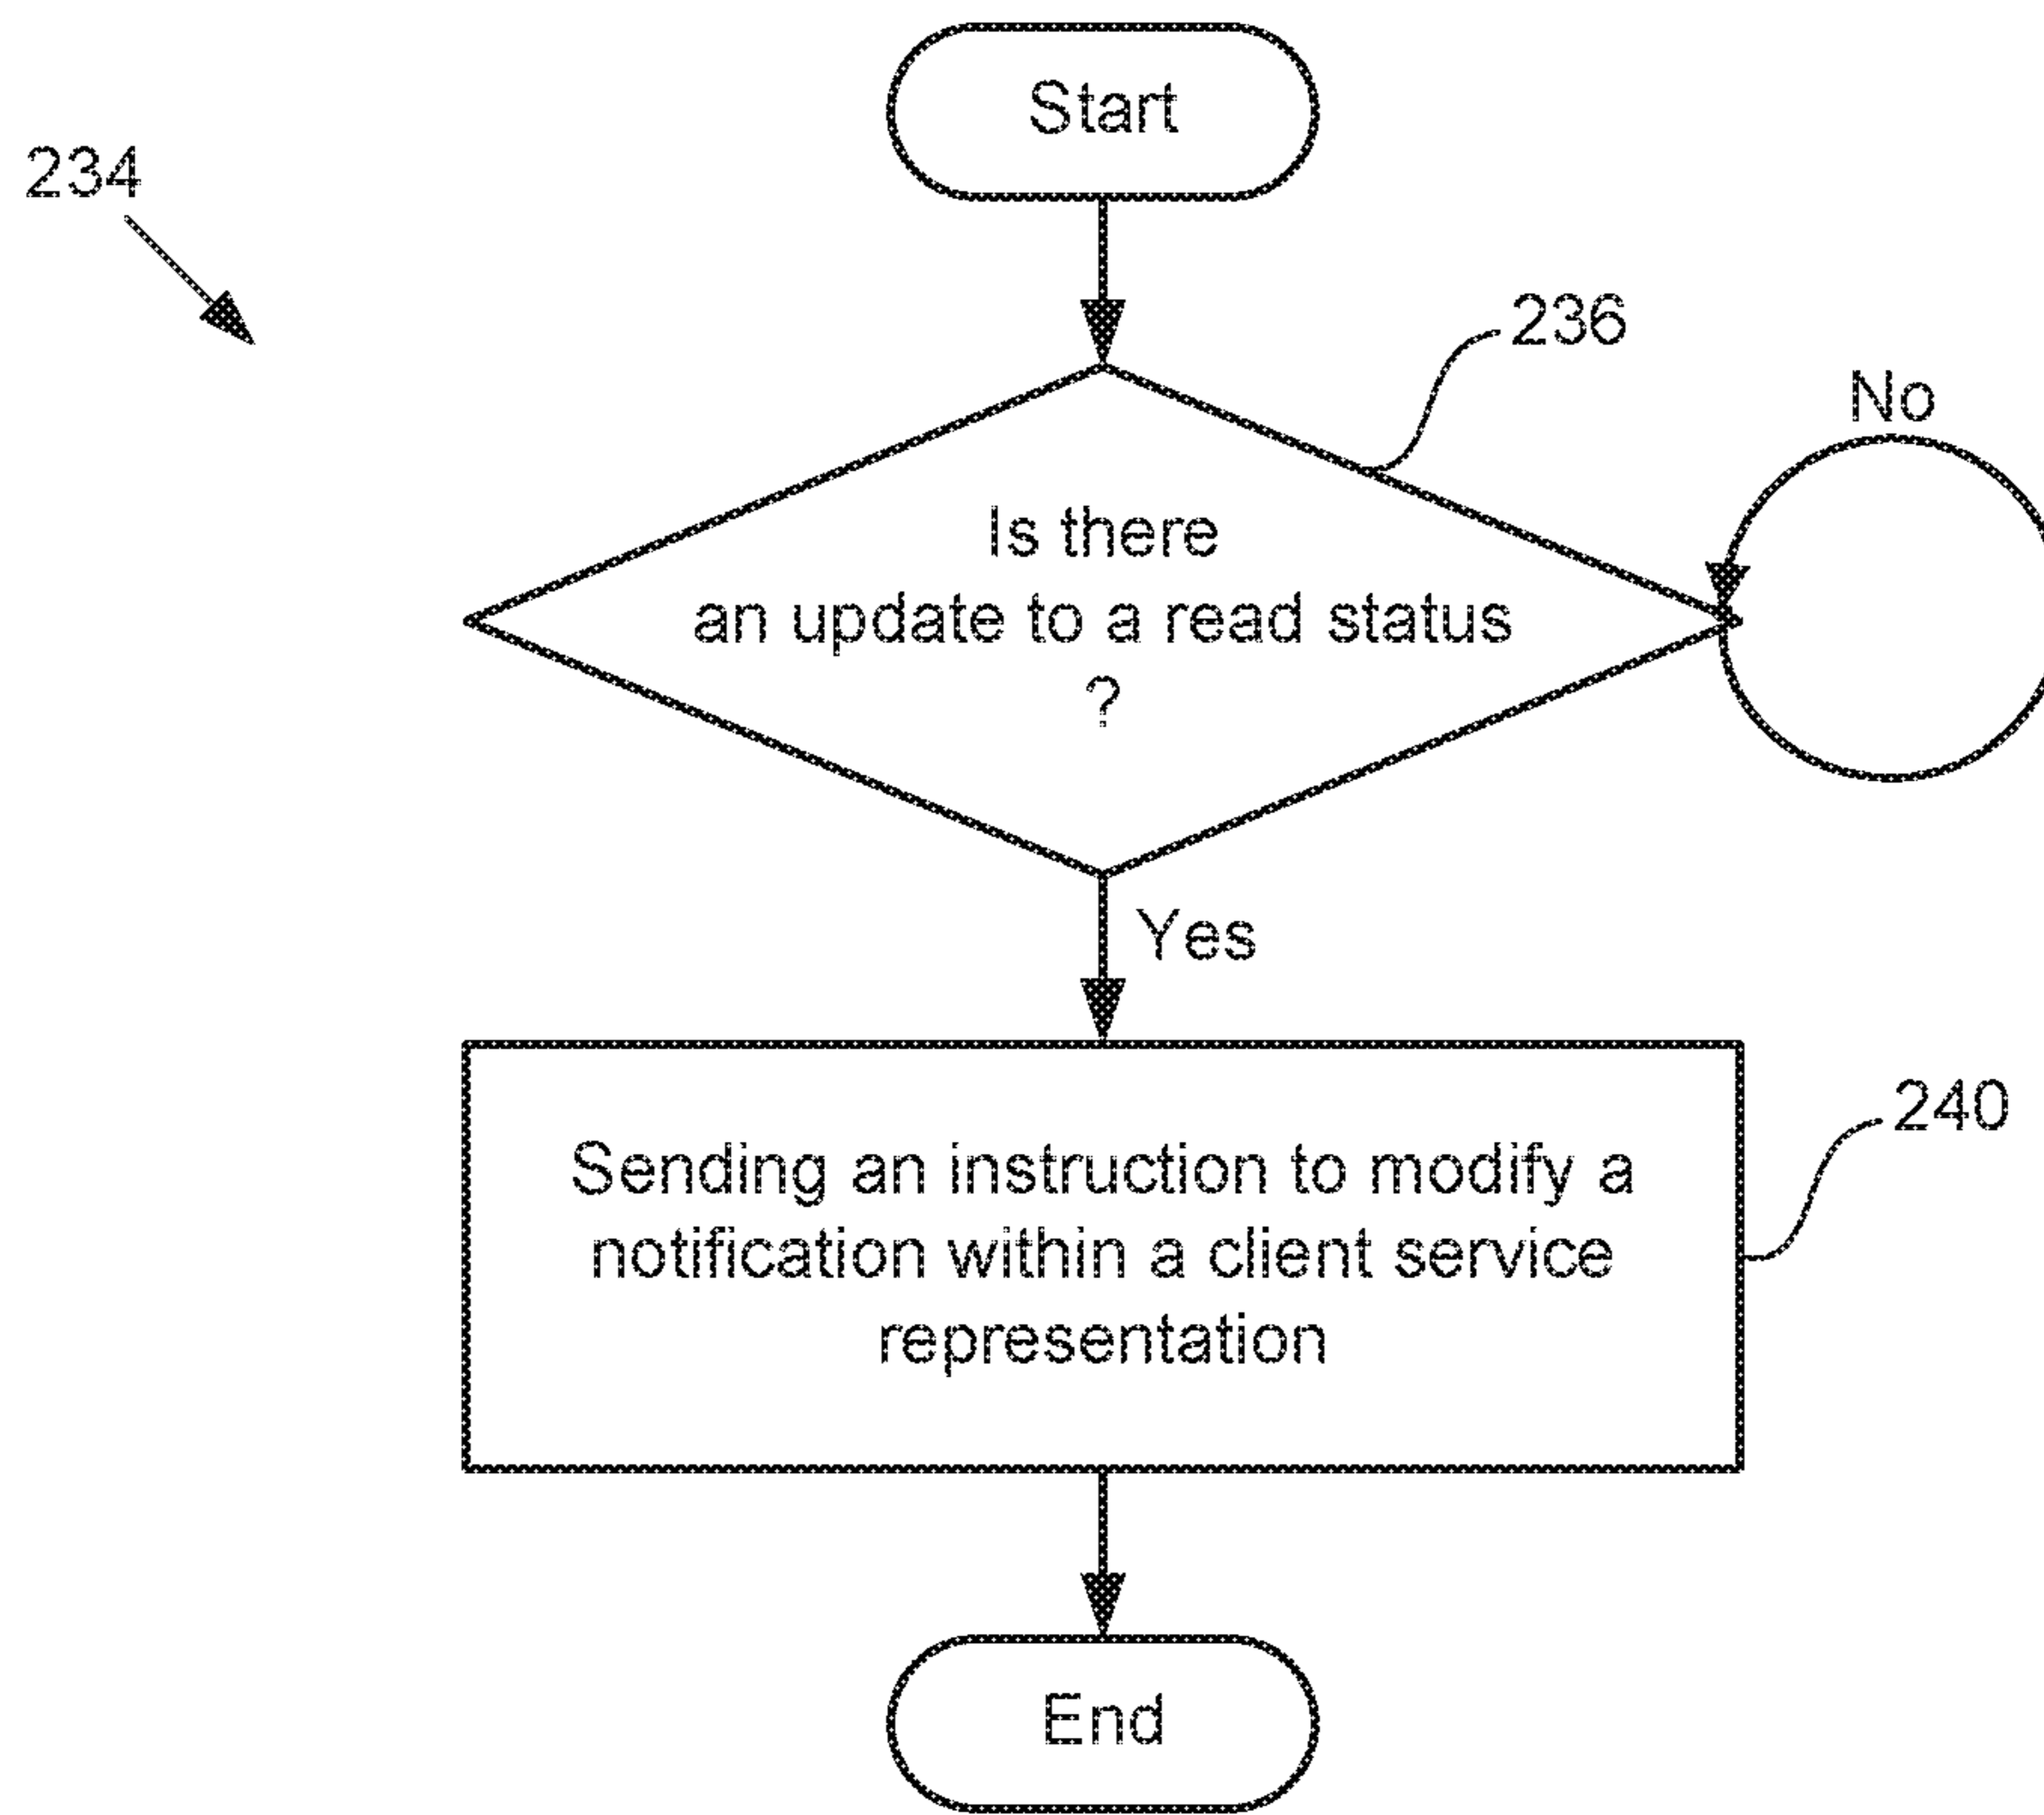 Start
234
236
No
Is there
an update to a read status
?
Yes
Sending an instruction to modify a
notification within a client service
representation
240
End